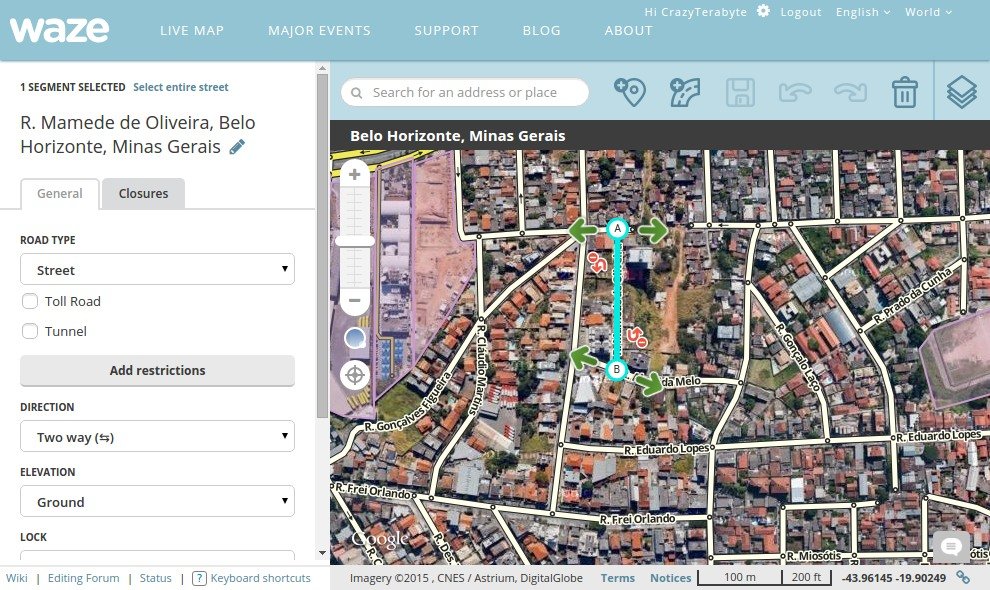 Hi CrazyTerabyte Logout English World
waze LIVE MAP MAJOR EVENTS SUPPORT BLOG ABOUT
1 SEGMENT SELECTED Select entire street
R. Mamede de Oliveira, Belo
Horizonte, Minas Gerais
General Closures
ROAD TYPE
Street
Toll Road
Tunnel
Add restrictions
DIRECTION
Two way (⇆)
ELEVATION
Ground
LOCK
Search for an address or place
Belo Horizonte, Minas Gerais
A
B
R. Prado da Cunha
R. Gonçalo Laço
R. Cláudio Martins
da Melo
R. Gonçalves Figueira
R. Eduardo Lopes
R. Eduardo Lopes
R. Frei Orlando
R. Frei Orlando
Google
R. Miosótis
Wiki | Editing Forum | Status | ? Keyboard shortcuts
Imagery ©2015 , CNES / Astrium, DigitalGlobe Terms Notices 100 m 200 ft -43.96145 -19.90249